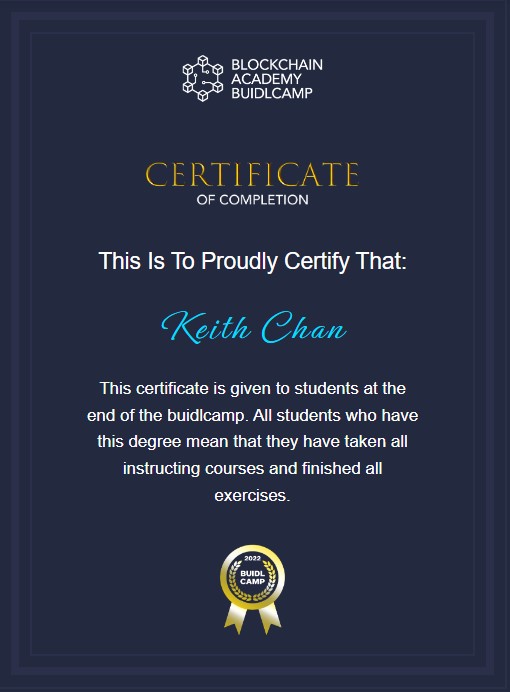 BLOCKCHAIN
ACADEMY
BUIDLCAMP
CERTIFICATE
OF COMPLETION
This Is To Proudly Certify That:
Keith Chan
This certificate is given to students at the
end of the buidlcamp. All students who have
this degree mean that they have taken all
instructing courses and finished all
exercises.
2022
BUIDL
CAMP